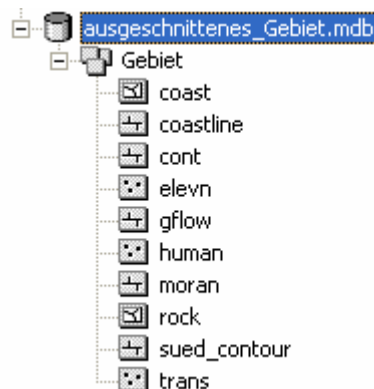 ausgeschnittenes_Gebiet.mdb
Gebiet
coast
coastline
cont
elevn
gflow
human
moran
rock
sued_contour
trans